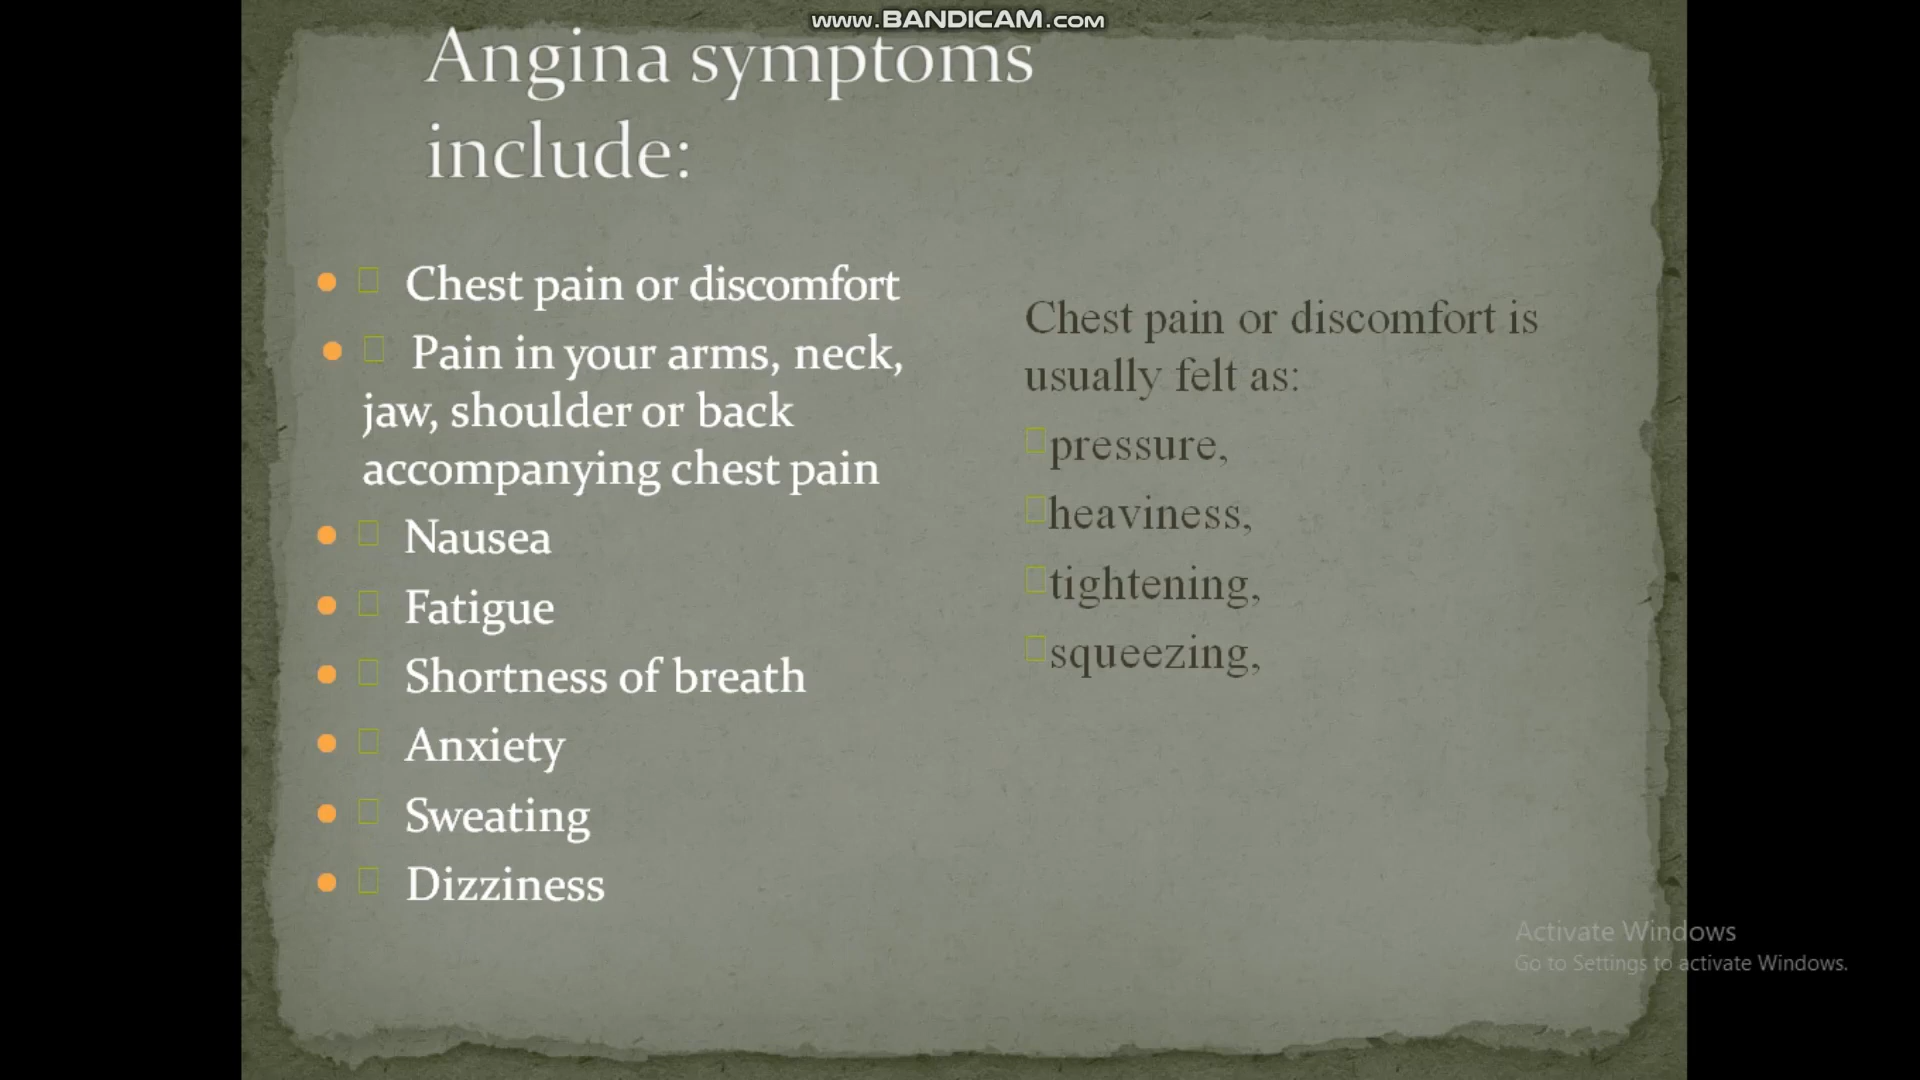 www.BANDICAM.com
Angina symptoms
include:
Chest pain or discomfort
Pain in your arms, neck,
jaw, shoulder or back
accompanying chest pain
Nausea
Fatigue
Shortness of breath
Anxiety
Sweating
Dizziness
Chest pain or discomfort is
usually felt as:
pressure,
heaviness,
tightening,
squeezing,
Activate Windows
Go to Settings to activate Windows.